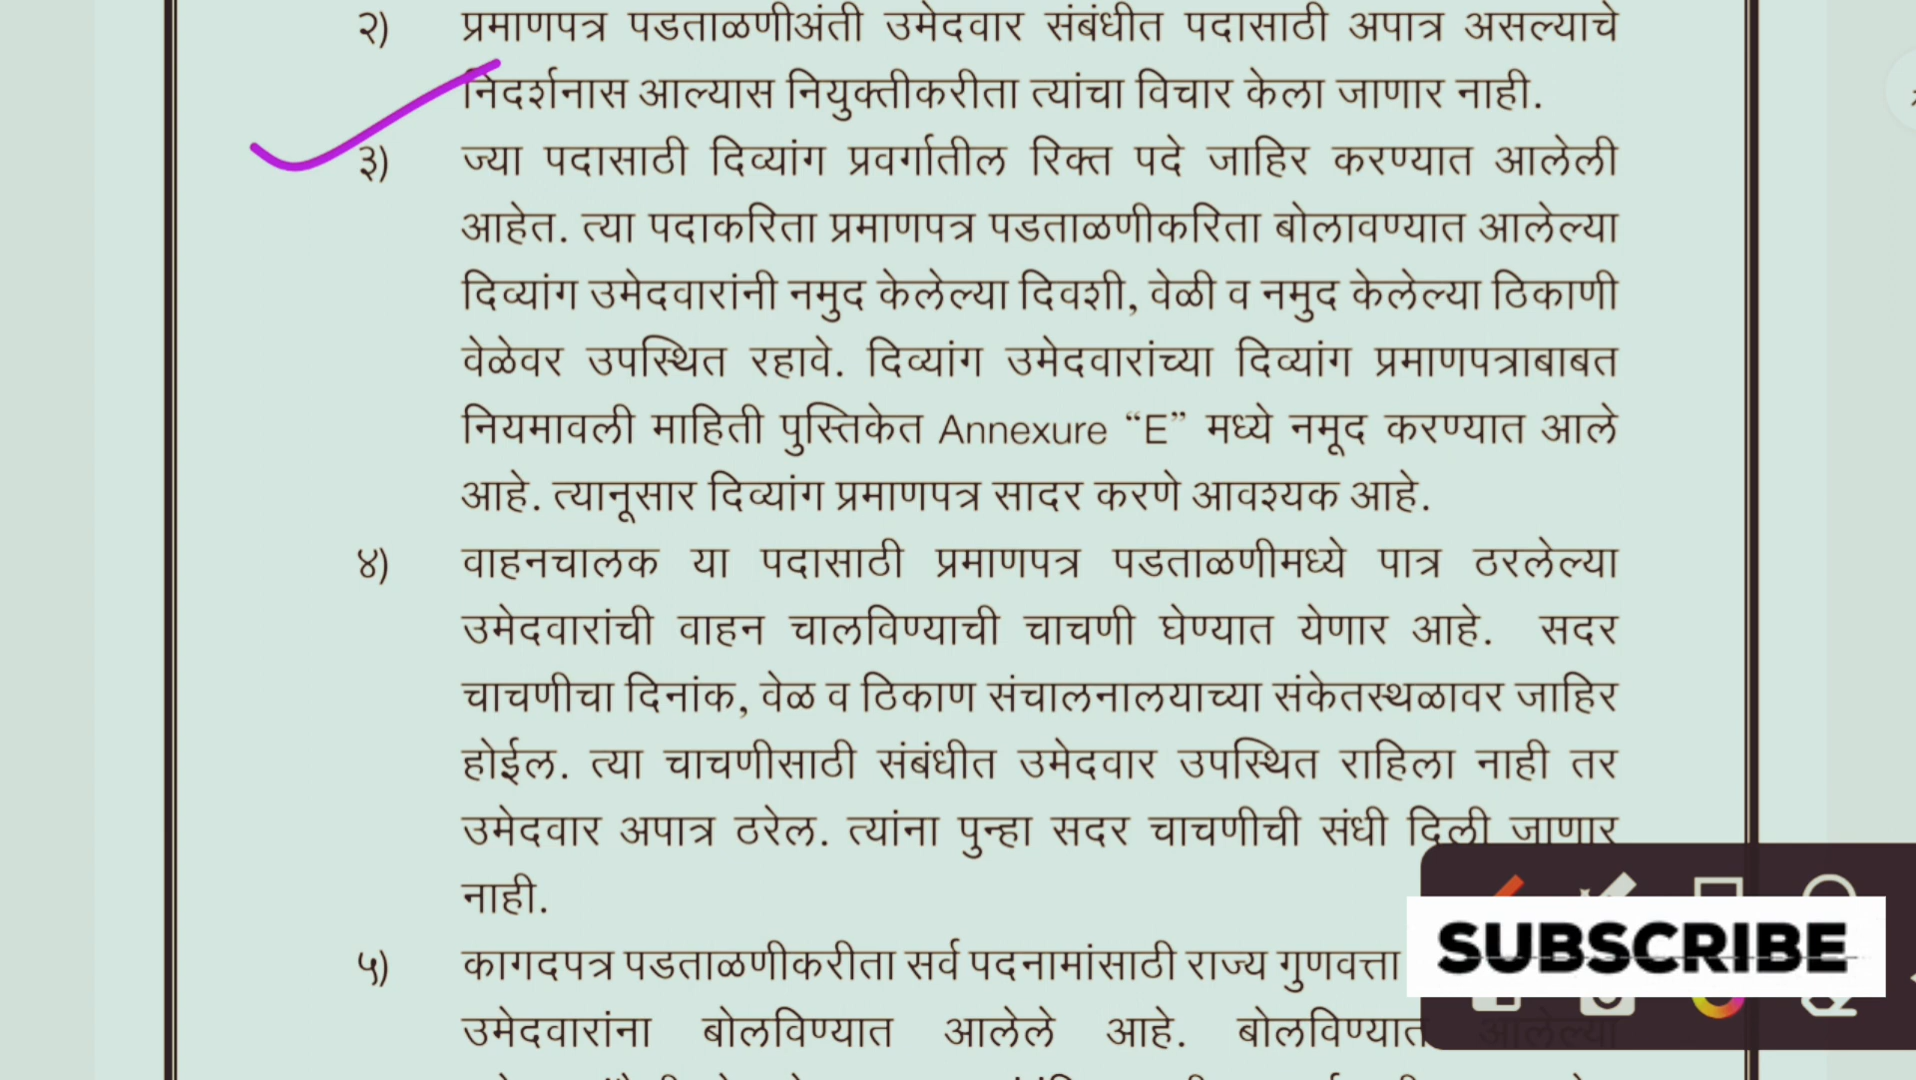 २) प्रमाणपत्र पडताळणीअंती उमेदवार संबंधीत पदासाठी अपात्र असल्याचे
निदर्शनास आल्यास नियुक्तीकरीता त्यांचा विचार केला जाणार नाही.
३) ज्या पदासाठी दिव्यांग प्रवर्गातील रिक्त पदे जाहिर करण्यात आलेली
आहेत. त्या पदाकरिता प्रमाणपत्र पडताळणीकरिता बोलावण्यात आलेल्या
दिव्यांग उमेदवारांनी नमुद केलेल्या दिवशी, वेळी व नमुद केलेल्या ठिकाणी
वेळेवर उपस्थित रहावे. दिव्यांग उमेदवारांच्या दिव्यांग प्रमाणपत्राबाबत
नियमावली माहिती पुस्तिकेत Annexure “E” मध्ये नमूद करण्यात आले
आहे. त्यानूसार दिव्यांग प्रमाणपत्र सादर करणे आवश्यक आहे.
४) वाहनचालक या पदासाठी प्रमाणपत्र पडताळणीमध्ये पात्र ठरलेल्या
उमेदवारांची वाहन चालविण्याची चाचणी घेण्यात येणार आहे. सदर
चाचणीचा दिनांक, वेळ व ठिकाण संचालनालयाच्या संकेतस्थळावर जाहिर
होईल. त्या चाचणीसाठी संबंधीत उमेदवार उपस्थित राहिला नाही तर
उमेदवार अपात्र ठरेल. त्यांना पुन्हा सदर चाचणीची संधी दिली जाणार
नाही.
५) कागदपत्र पडताळणीकरीता सर्व पदनामांसाठी राज्य गुणवत्ता
SUBSCRIBE
उमेदवारांना बोलविण्यात आलेले आहे. बोलविण्यात आलेल्या